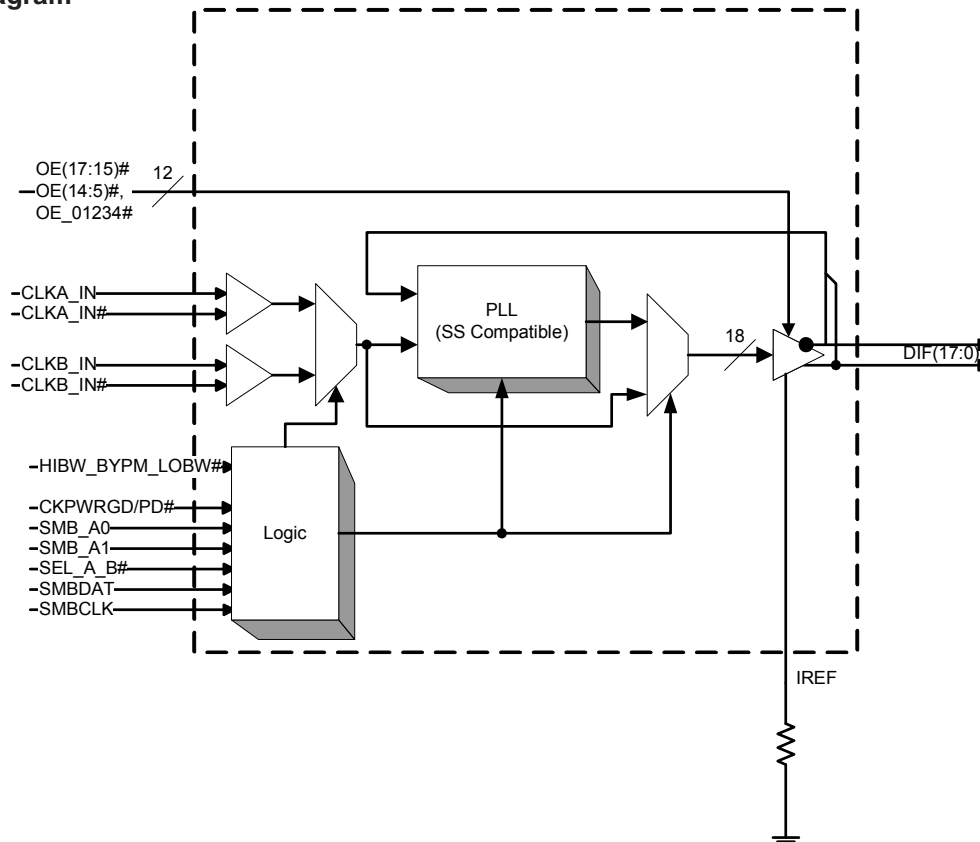 OE(17:15)#
12
OE(14:5)#,
OE_01234#
CLKA_IN
CLKA_IN#
PLL
(SS Compatible)
18
DIF(17:0)
CLKB_IN
CLKB_IN#
HIBW_BYPM_LOBW#
CKPWRGD/PD#
SMB_A0
Logic
SMB_A1
SEL_A_B#
SMBDAT
SMBCLK
IREF